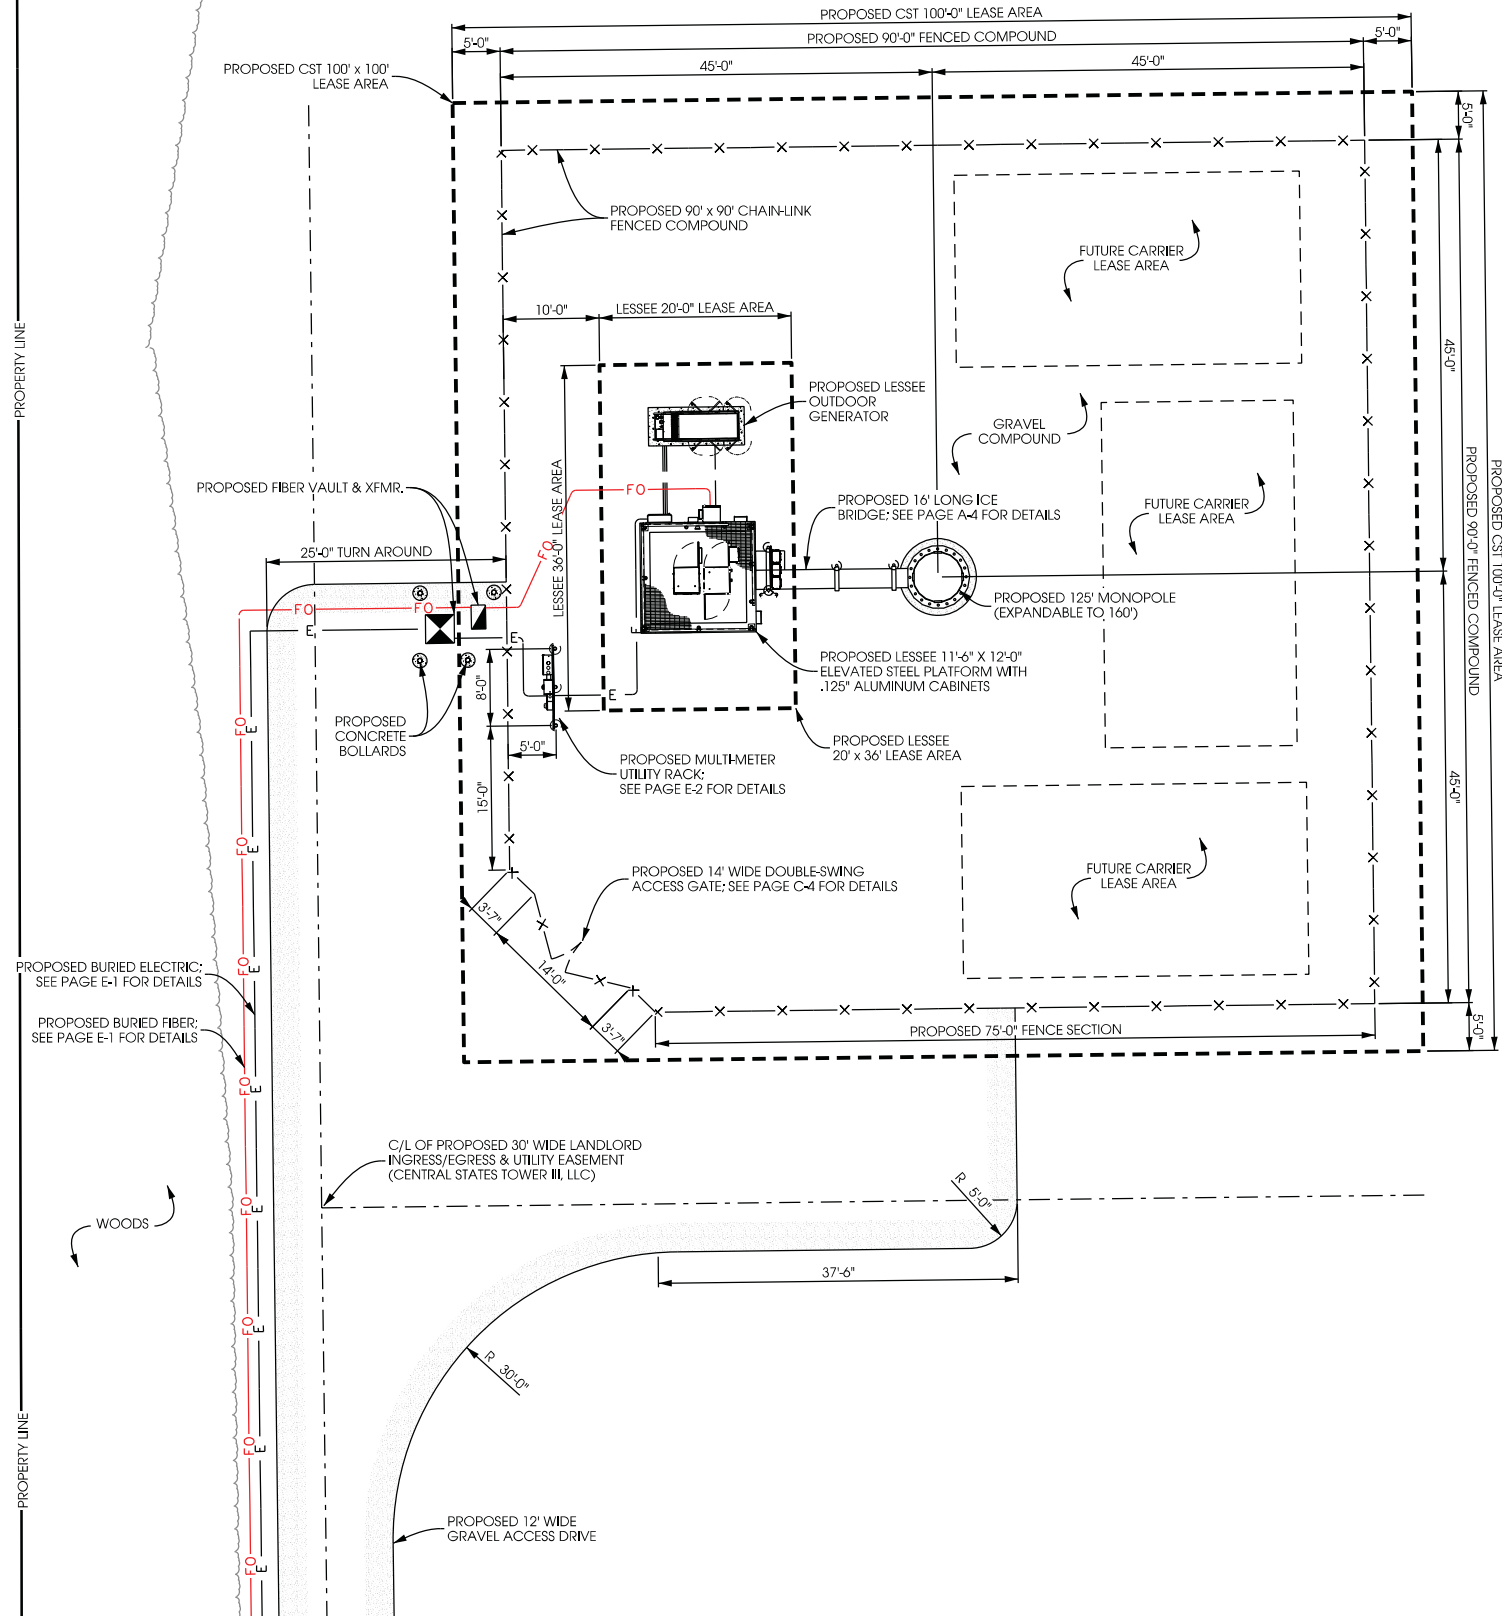 PROPOSED CST 100'-0" LEASE AREA
5'-0"
PROPOSED 90'-0" FENCED COMPOUND
5'-0"
45'-0"
45'-0"
PROPOSED CST 100' x 100'
LEASE AREA
5'-0"
PROPOSED 90' x 90' CHAIN-LINK
FENCED COMPOUND
FUTURE CARRIER
LEASE AREA
10'-0"
LESSEE 20'-0" LEASE AREA
PROPERTY LINE
45'-0"
PROPOSED LESSEE
OUTDOOR
GENERATOR
GRAVEL
COMPOUND
LESSEE 36'-0" LEASE AREA
PROPOSED 90'-0" FENCED COMPOUND
PROPOSED CST 100'-0" LEASE AREA
PROPOSED FIBER VAULT & XFMR.
FO
PROPOSED 16' LONG ICE
BRIDGE; SEE PAGE A-4 FOR DETAILS
FUTURE CARRIER
LEASE AREA
25'-0" TURN AROUND
FO
FO
FO
E
E
PROPOSED 125' MONOPOLE
(EXPANDABLE TO 160')
PROPOSED LESSEE 11'-6" X 12'-0"
ELEVATED STEEL PLATFORM WITH
.125" ALUMINUM CABINETS
8'-0"
E
PROPOSED
CONCRETE
BOLLARDS
FO
E
5'-0"
PROPOSED LESSEE
20' x 36' LEASE AREA
PROPOSED MULTI-METER
UTILITY RACK;
SEE PAGE E-2 FOR DETAILS
15'-0"
45'-0"
FO
E
PROPOSED 14' WIDE DOUBLE-SWING
ACCESS GATE; SEE PAGE C-4 FOR DETAILS
FUTURE CARRIER
LEASE AREA
3'-7"
14'-0"
3'-7"
PROPOSED BURIED ELECTRIC;
SEE PAGE E-1 FOR DETAILS
FO
E
PROPOSED BURIED FIBER;
SEE PAGE E-1 FOR DETAILS
PROPOSED 75'-0" FENCE SECTION
5'-0"
FO
E
C/L OF PROPOSED 30' WIDE LANDLORD
INGRESS/EGRESS & UTILITY EASEMENT
(CENTRAL STATES TOWER III, LLC)
R 5'-0"
FO
E
WOODS
37'-6"
FO
E
R 30'-0"
PROPERTY LINE
FO
E
PROPOSED 12' WIDE
GRAVEL ACCESS DRIVE
FO
E